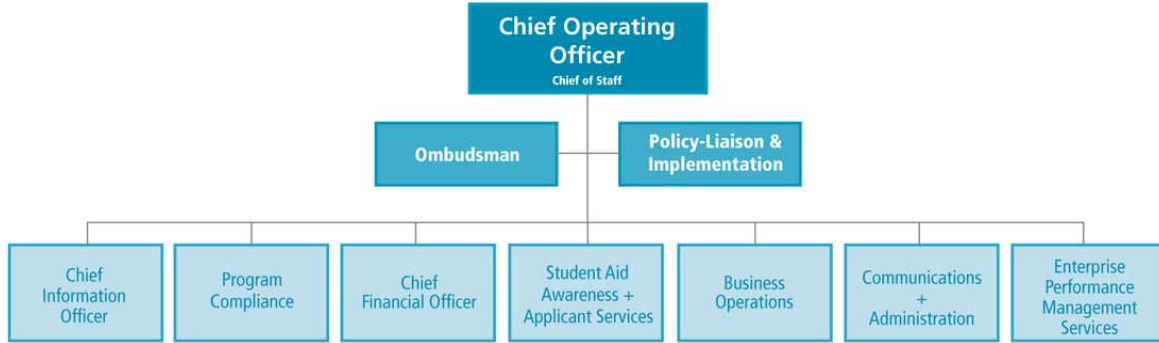 Chief Operating
Officer
Chief of Staff
Ombudsman
Policy-Liaison &
Implementation
Chief
Information
Officer
Program
Compliance
Chief
Financial Officer
Student Aid
Awareness +
Applicant Services
Business
Operations
Communications
+
Administration
Enterprise
Performance
Management
Services